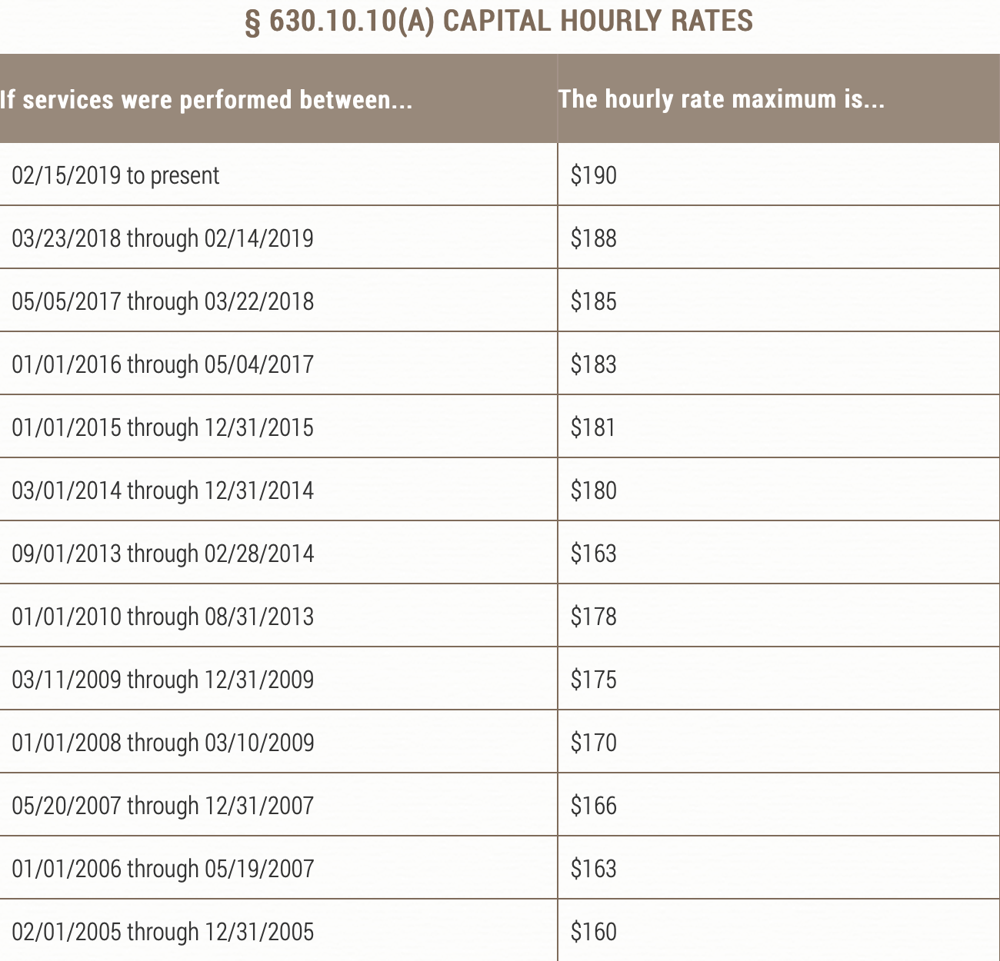 § 630.10.10(A) CAPITAL HOURLY RATES
If services were performed between... The hourly rate maximum is...
02/15/2019 to present $190
03/23/2018 through 02/14/2019 $188
05/05/2017 through 03/22/2018 $185
01/01/2016 through 05/04/2017 $183
01/01/2015 through 12/31/2015 $181
03/01/2014 through 12/31/2014 $180
09/01/2013 through 02/28/2014 $163
01/01/2010 through 08/31/2013 $178
03/11/2009 through 12/31/2009 $175
01/01/2008 through 03/10/2009 $170
05/20/2007 through 12/31/2007 $166
01/01/2006 through 05/19/2007 $163
02/01/2005 through 12/31/2005 $160